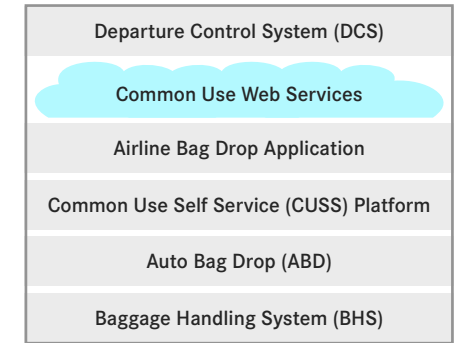 Departure Control System (DCS)
Common Use Web Services
Airline Bag Drop Application
Common Use Self Service (CUSS) Platform
Auto Bag Drop (ABD)
Baggage Handling System (BHS)